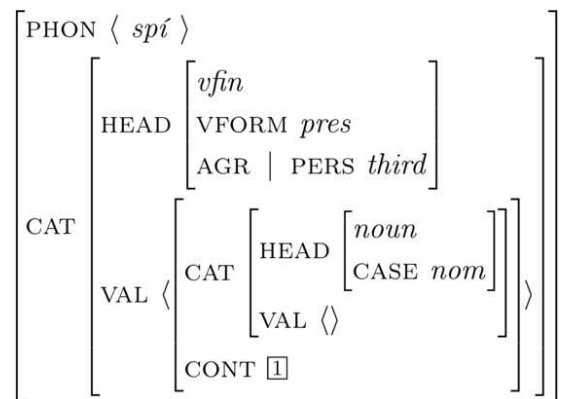 PHON ⟨ spí ⟩
vfin
HEAD VFORM pres
AGR | PERS third
CAT
noun
HEAD CASE nom
CAT
VAL ⟨⟩
VAL ⟨ ⟩
CONT 1